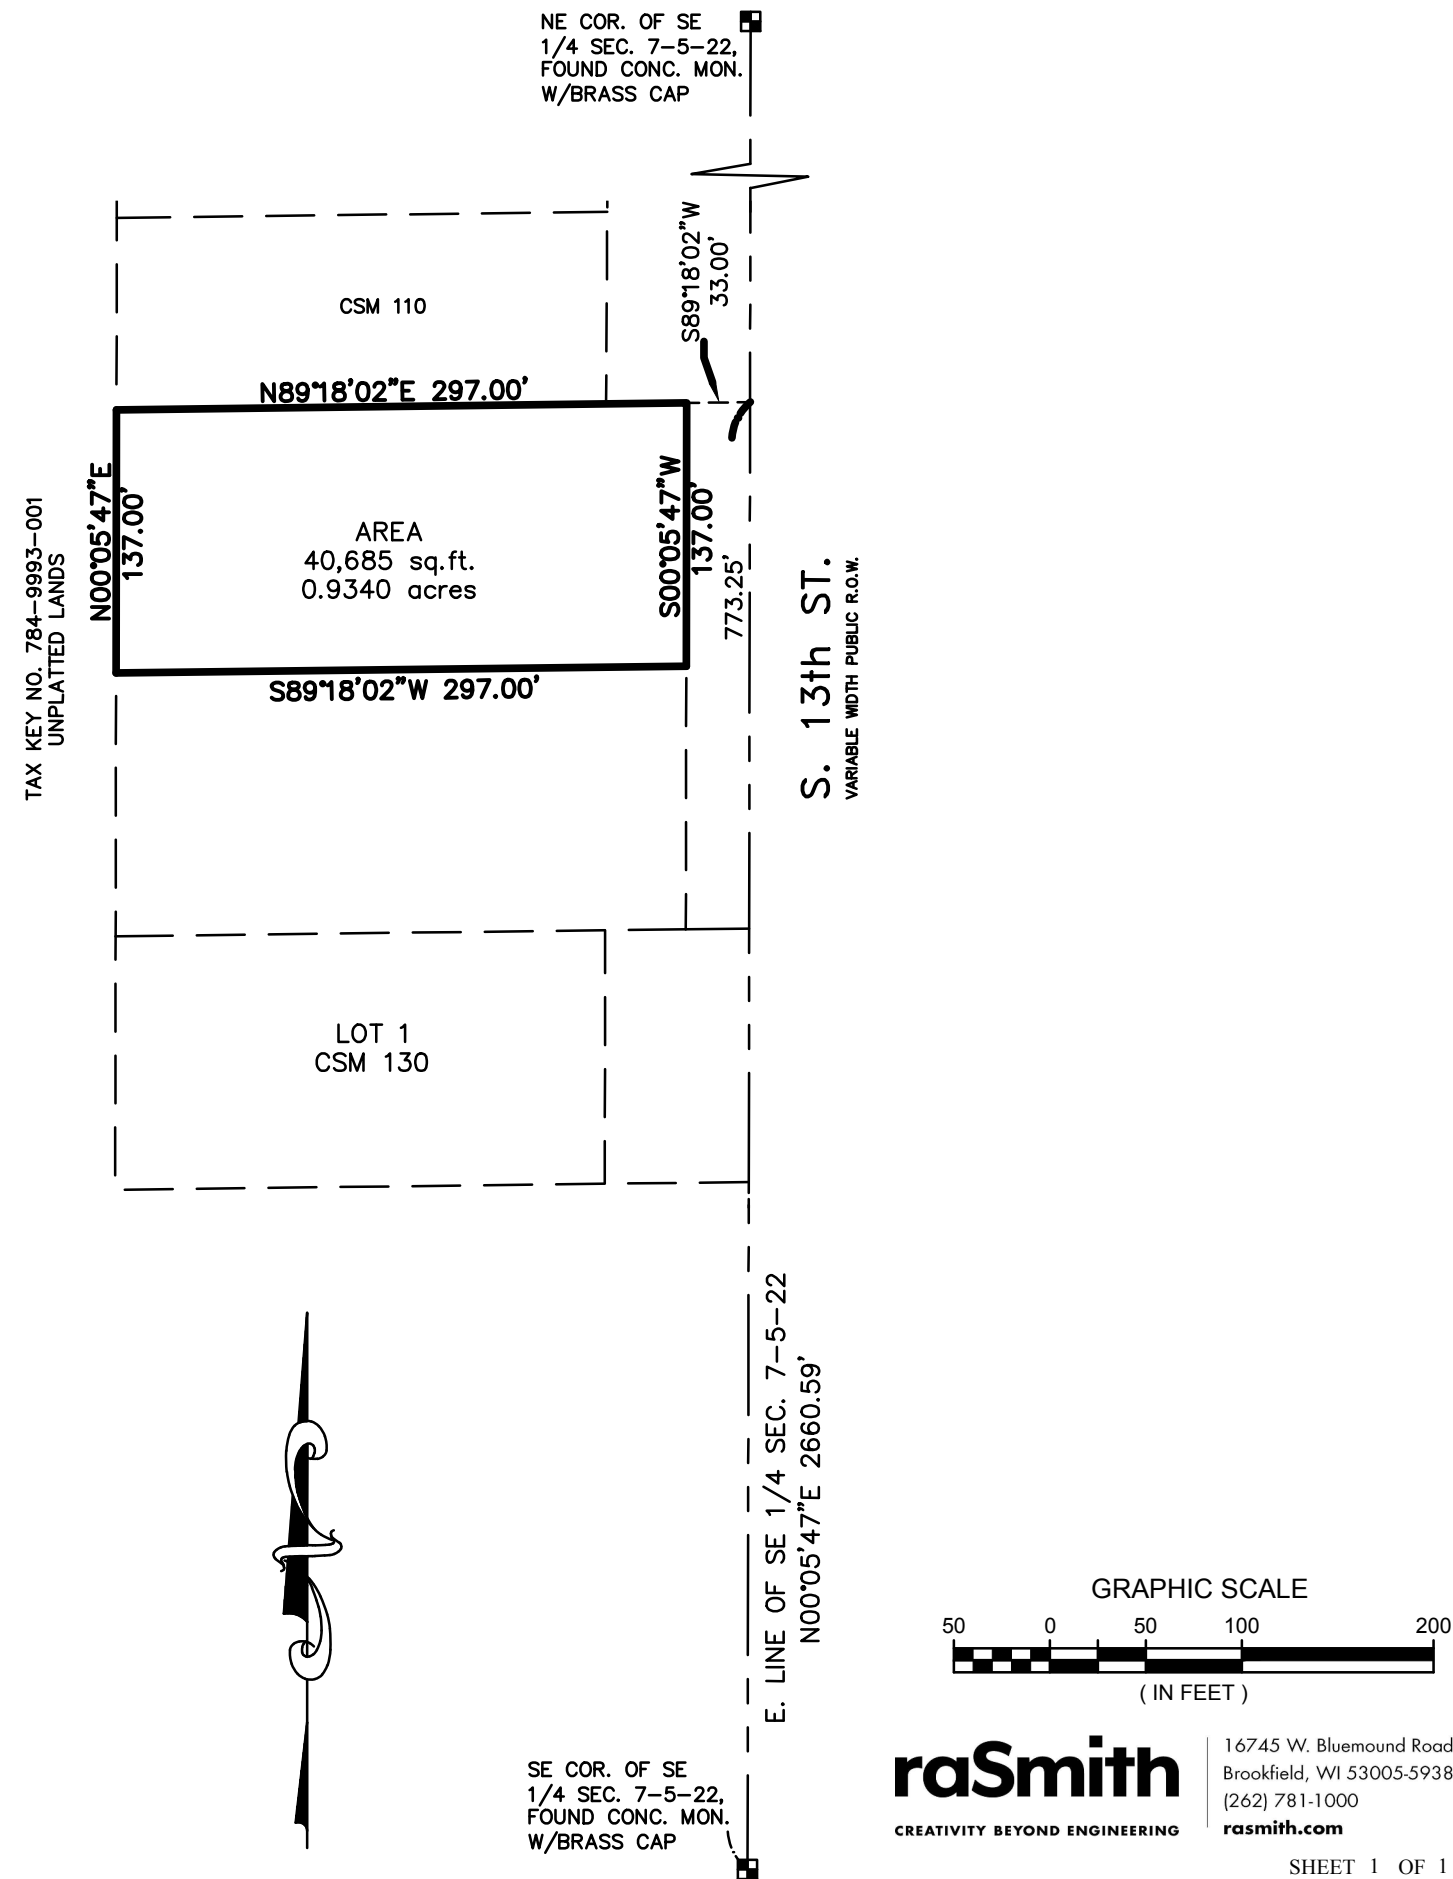 NE COR. OF SE
1/4 SEC. 7-5-22,
FOUND CONC. MON.
W/BRASS CAP
S89°18'02"W
33.00'
CSM 110
N89°18'02"E 297.00'
N00°05'47"E
137.00'
AREA
40,685 sq.ft.
0.9340 acres
S00°05'47"W
137.00'
773.25'
S89°18'02"W 297.00'
TAX KEY NO. 784-9993-001
UNPLATTED LANDS
S. 13th ST.
VARIABLE WIDTH PUBLIC R.O.W.
LOT 1
CSM 130
E. LINE OF SE 1/4 SEC. 7-5-22
N00°05'47"E 2660.59'
SE COR. OF SE
1/4 SEC. 7-5-22,
FOUND CONC. MON.
W/BRASS CAP
GRAPHIC SCALE
50 0 50 100 200
( IN FEET )
raSmith
CREATIVITY BEYOND ENGINEERING
16745 W. Bluemound Road
Brookfield, WI 53005-5938
(262) 781-1000
rasmith.com
SHEET 1 OF 1